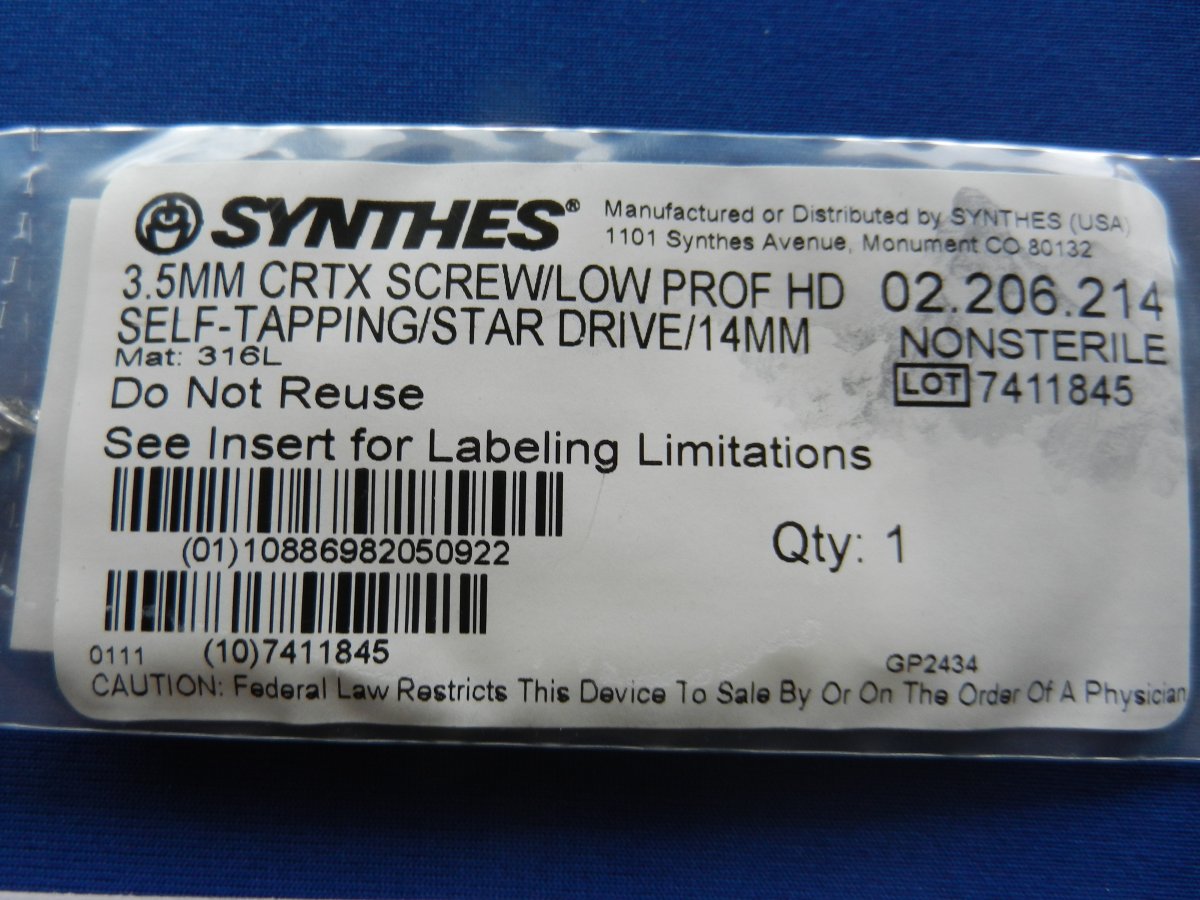 SYNTHES®
Manufactured or Distributed by SYNTHES (USA)
1101 Synthes Avenue, Monument CO 80132
3.5MM CRTX SCREW/LOW PROF HD
02.206.214
SELF-TAPPING/STAR DRIVE/14MM
NONSTERILE
Mat: 316L
LOT 7411845
Do Not Reuse
See Insert for Labeling Limitations
(01)10886982050922
Qty: 1
0111
(10)7411845
GP2434
CAUTION: Federal Law Restricts This Device To Sale By Or On The Order Of A Physician